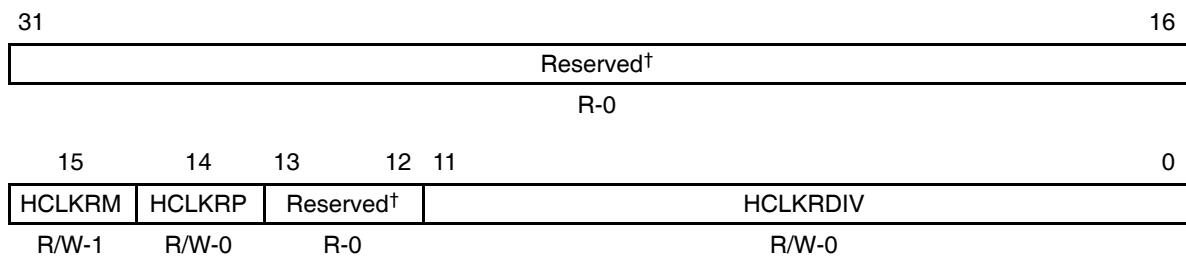 31 16
Reserved†
R-0
15 14 13 12 11 0
HCLKRM HCLKRP Reserved† HCLKRDIV
R/W-1 R/W-0 R-0 R/W-0